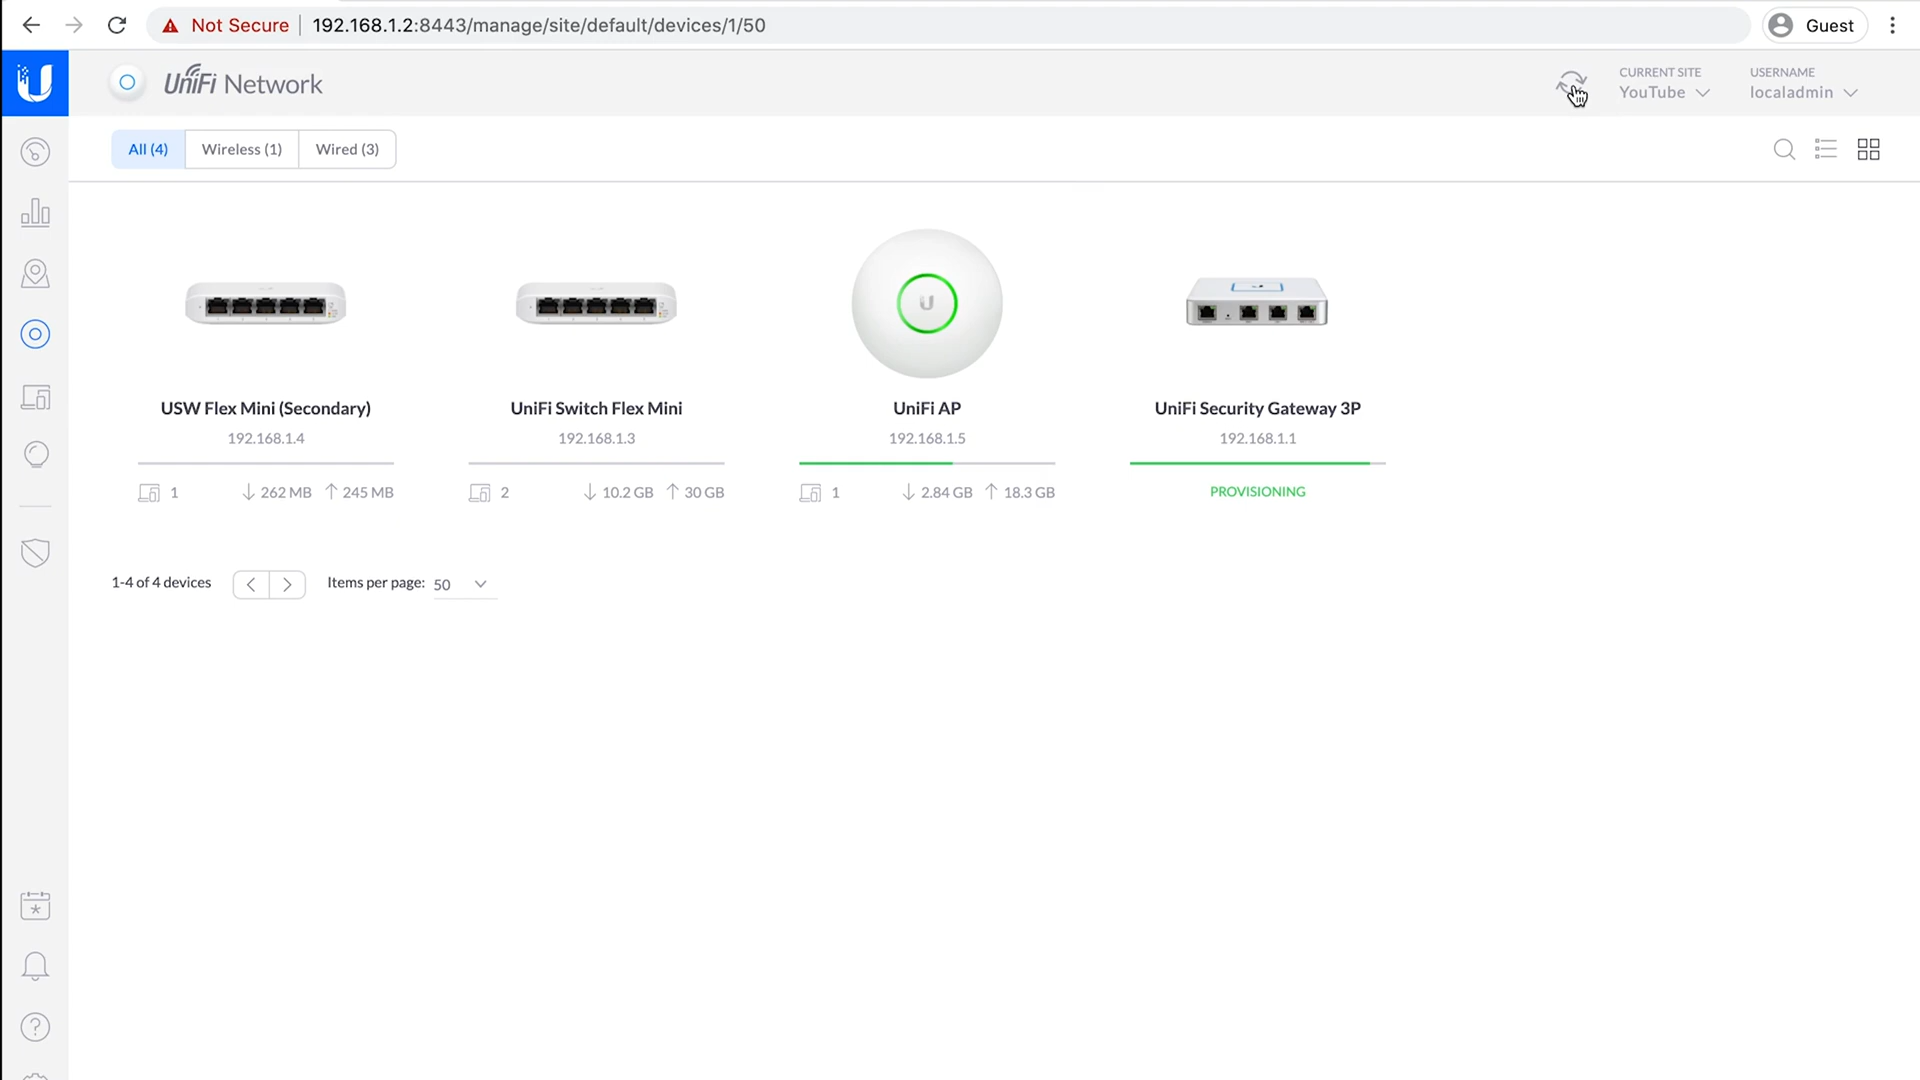 Not Secure | 192.168.1.2:8443/manage/site/default/devices/1/50
Guest
UniFi Network
CURRENT SITE
YouTube
USERNAME
localadmin
All (4)
Wireless (1)
Wired (3)
USW Flex Mini (Secondary)
192.168.1.4
1 ↓ 262 MB ↑ 245 MB
UniFi Switch Flex Mini
192.168.1.3
2 ↓ 10.2 GB ↑ 30 GB
UniFi AP
192.168.1.5
1 ↓ 2.84 GB ↑ 18.3 GB
UniFi Security Gateway 3P
192.168.1.1
PROVISIONING
1-4 of 4 devices
Items per page: 50